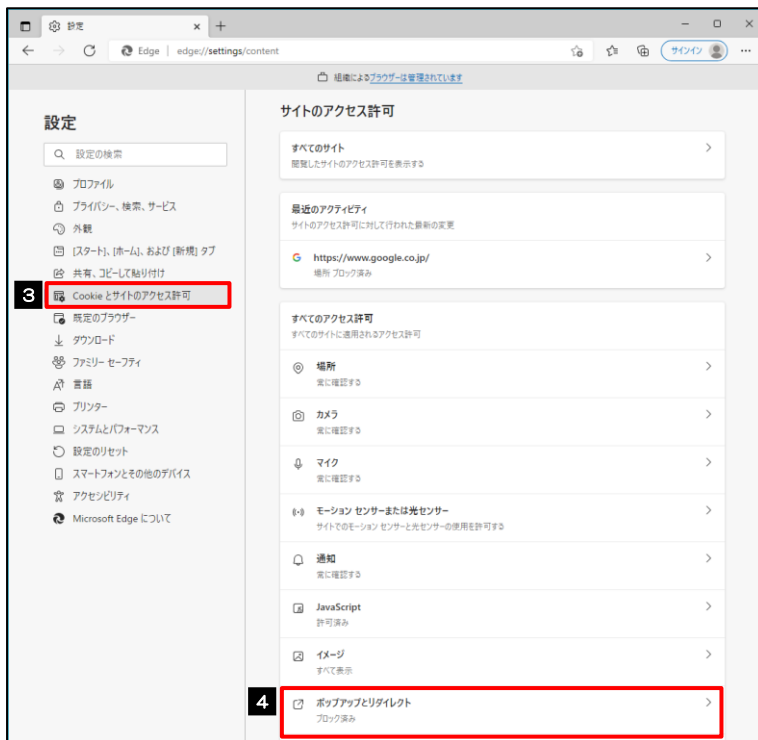 設定
Edge | edge://settings/content
サインイン
組織によるブラウザーは管理されています
設定
設定の検索
プロファイル
プライバシー、検索、サービス
外観
[スタート]、[ホーム]、および [新規] タブ
共有、コピーして貼り付け
3 Cookie とサイトのアクセス許可
既定のブラウザー
ダウンロード
ファミリー セーフティ
言語
プリンター
システムとパフォーマンス
設定のリセット
スマートフォンとその他のデバイス
アクセシビリティ
Microsoft Edge について
サイトのアクセス許可
すべてのサイト
閲覧したサイトのアクセス許可を表示する
最近のアクティビティ
サイトのアクセス許可に対して行われた最新の変更
https://www.google.co.jp/
場所 ブロック済み
すべてのアクセス許可
すべてのサイトに適用されるアクセス許可
場所
常に確認する
カメラ
常に確認する
マイク
常に確認する
モーション センサーまたは光センサー
サイトでのモーション センサーと光センサーの使用を許可する
通知
常に確認する
JavaScript
許可済み
イメージ
すべて表示
4 ポップアップとリダイレクト
ブロック済み